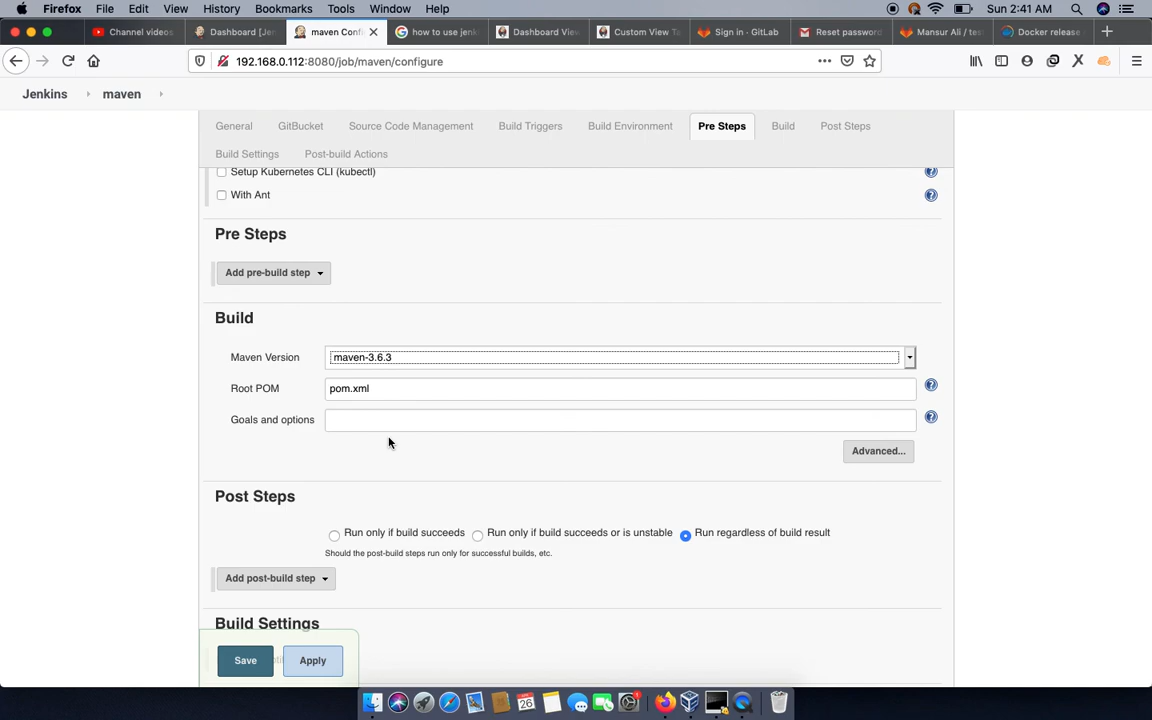 Firefox File Edit View History Bookmarks Tools Window Help Sun 2:41 AM
Channel videos Dashboard [Jen maven Confi how to use jenk Dashboard View Custom View Ta Sign in · GitLab Reset password Mansur Ali / tes Docker release
192.168.0.112:8080/job/maven/configure
Jenkins maven
General GitBucket Source Code Management Build Triggers Build Environment Pre Steps Build Post Steps
Build Settings Post-build Actions
Setup Kubernetes CLI (kubectl)
With Ant
Pre Steps
Add pre-build step
Build
Maven Version maven-3.6.3
Root POM pom.xml
Goals and options
Advanced...
Post Steps
Run only if build succeeds Run only if build succeeds or is unstable Run regardless of build result
Should the post-build steps run only for successful builds, etc.
Add post-build step
Build Settings
Save Apply